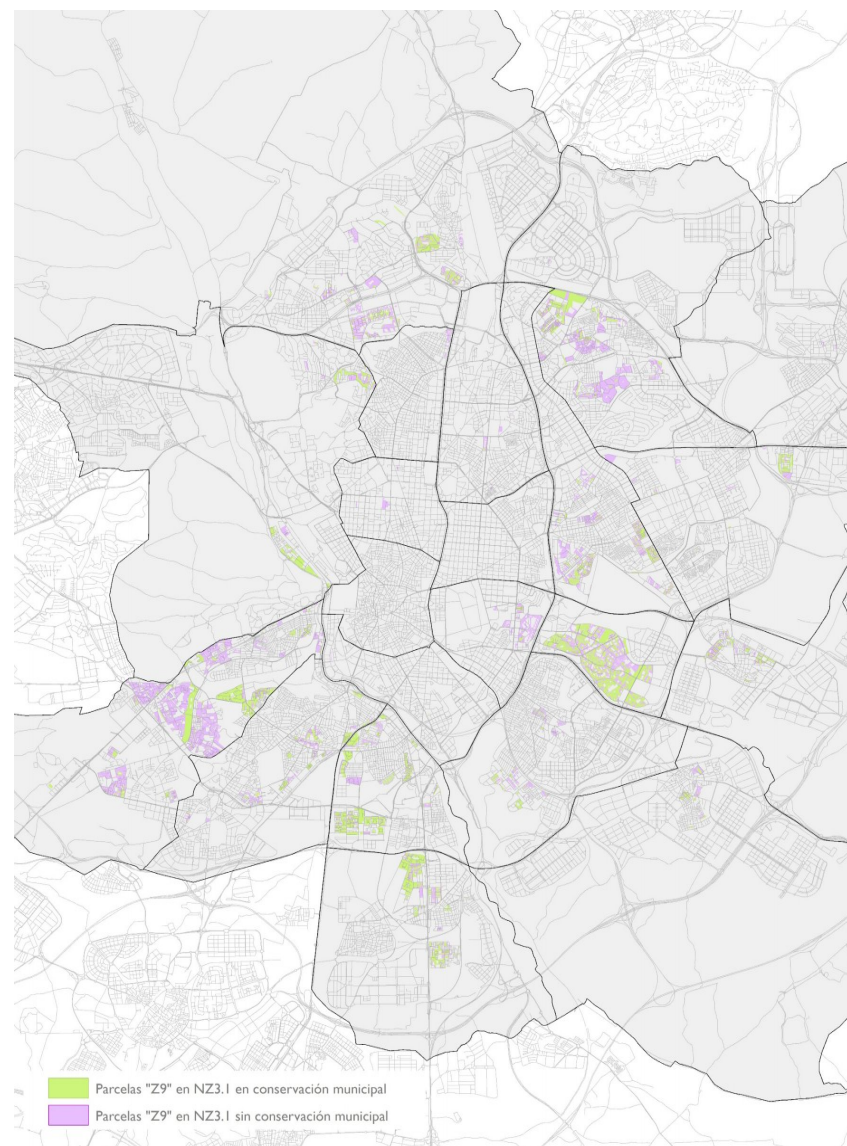 Parcelas "Z9" en NZ3.1 en conservación municipal
Parcelas "Z9" en NZ3.1 sin conservación municipal